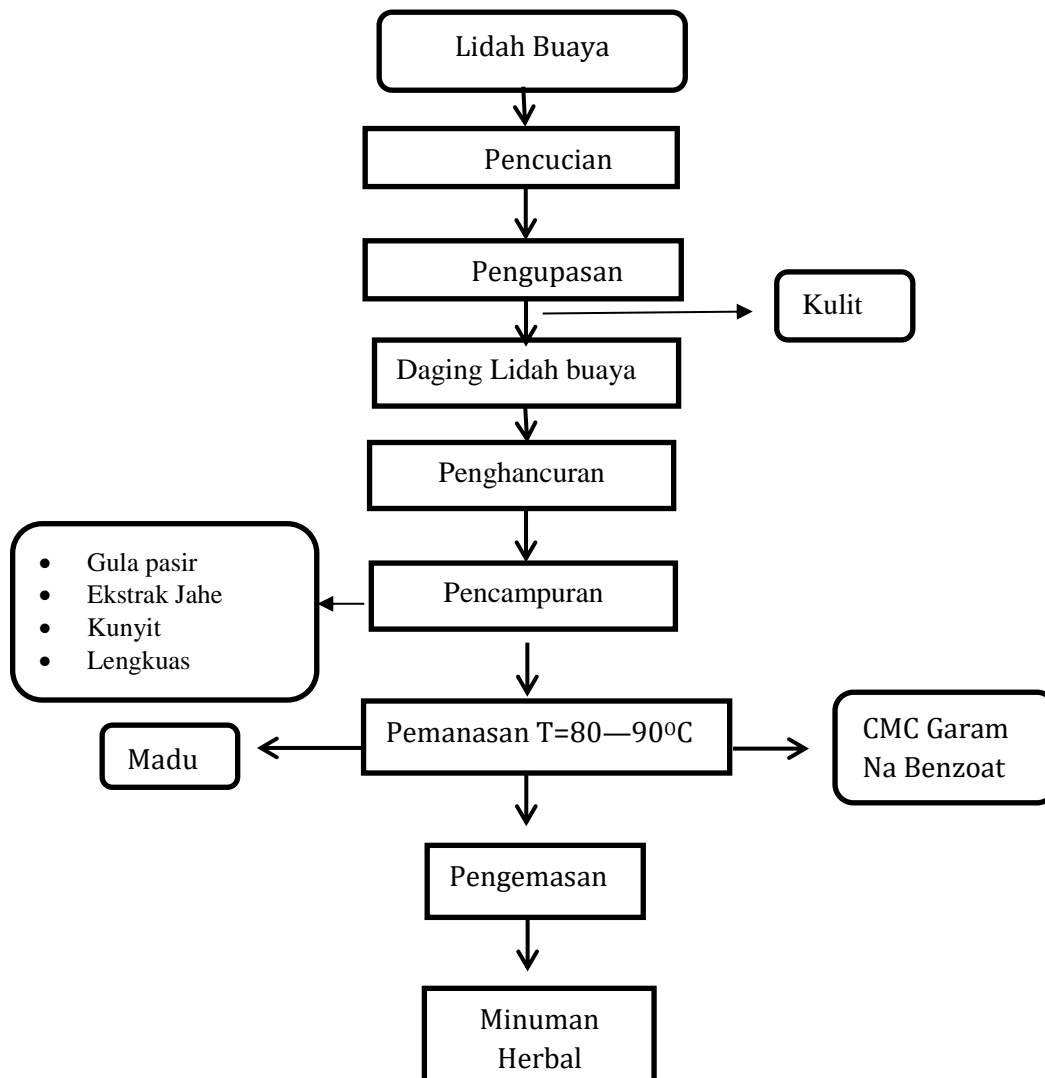 Lidah Buaya
Pencucian
Pengupasan
Kulit
Daging Lidah buaya
Penghancuran
• Gula pasir
• Ekstrak Jahe
• Kunyit
• Lengkuas
Pencampuran
Madu
Pemanasan T=80—90⁰C
CMC Garam
Na Benzoat
Pengemasan
Minuman
Herbal